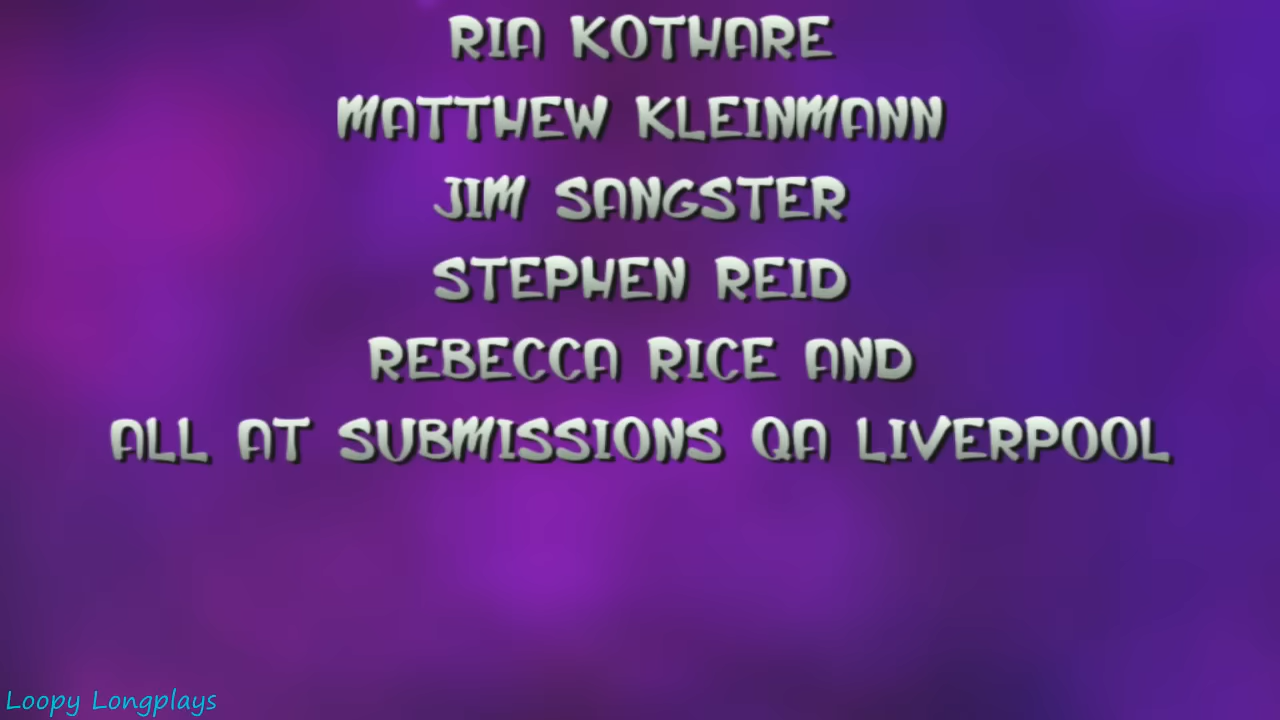 RIA KOTHARE
MATTHEW KLEINMANN
JIM SANGSTER
STEPHEN REID
REBECCA RICE AND
ALL AT SUBMISSIONS QA LIVERPOOL
Loopy Longplays